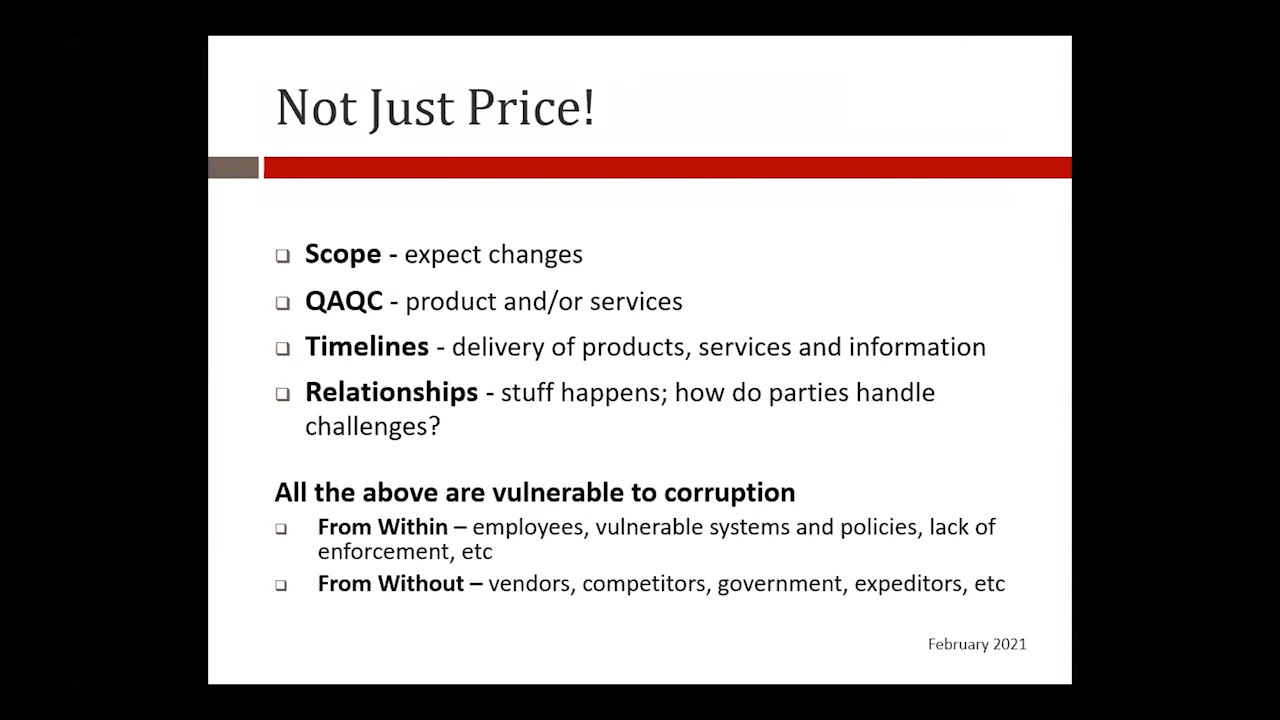 Not Just Price!
❑ Scope - expect changes
❑ QAQC - product and/or services
❑ Timelines - delivery of products, services and information
❑ Relationships - stuff happens; how do parties handle
challenges?
All the above are vulnerable to corruption
❑ From Within – employees, vulnerable systems and policies, lack of
enforcement, etc
❑ From Without – vendors, competitors, government, expeditors, etc
February 2021